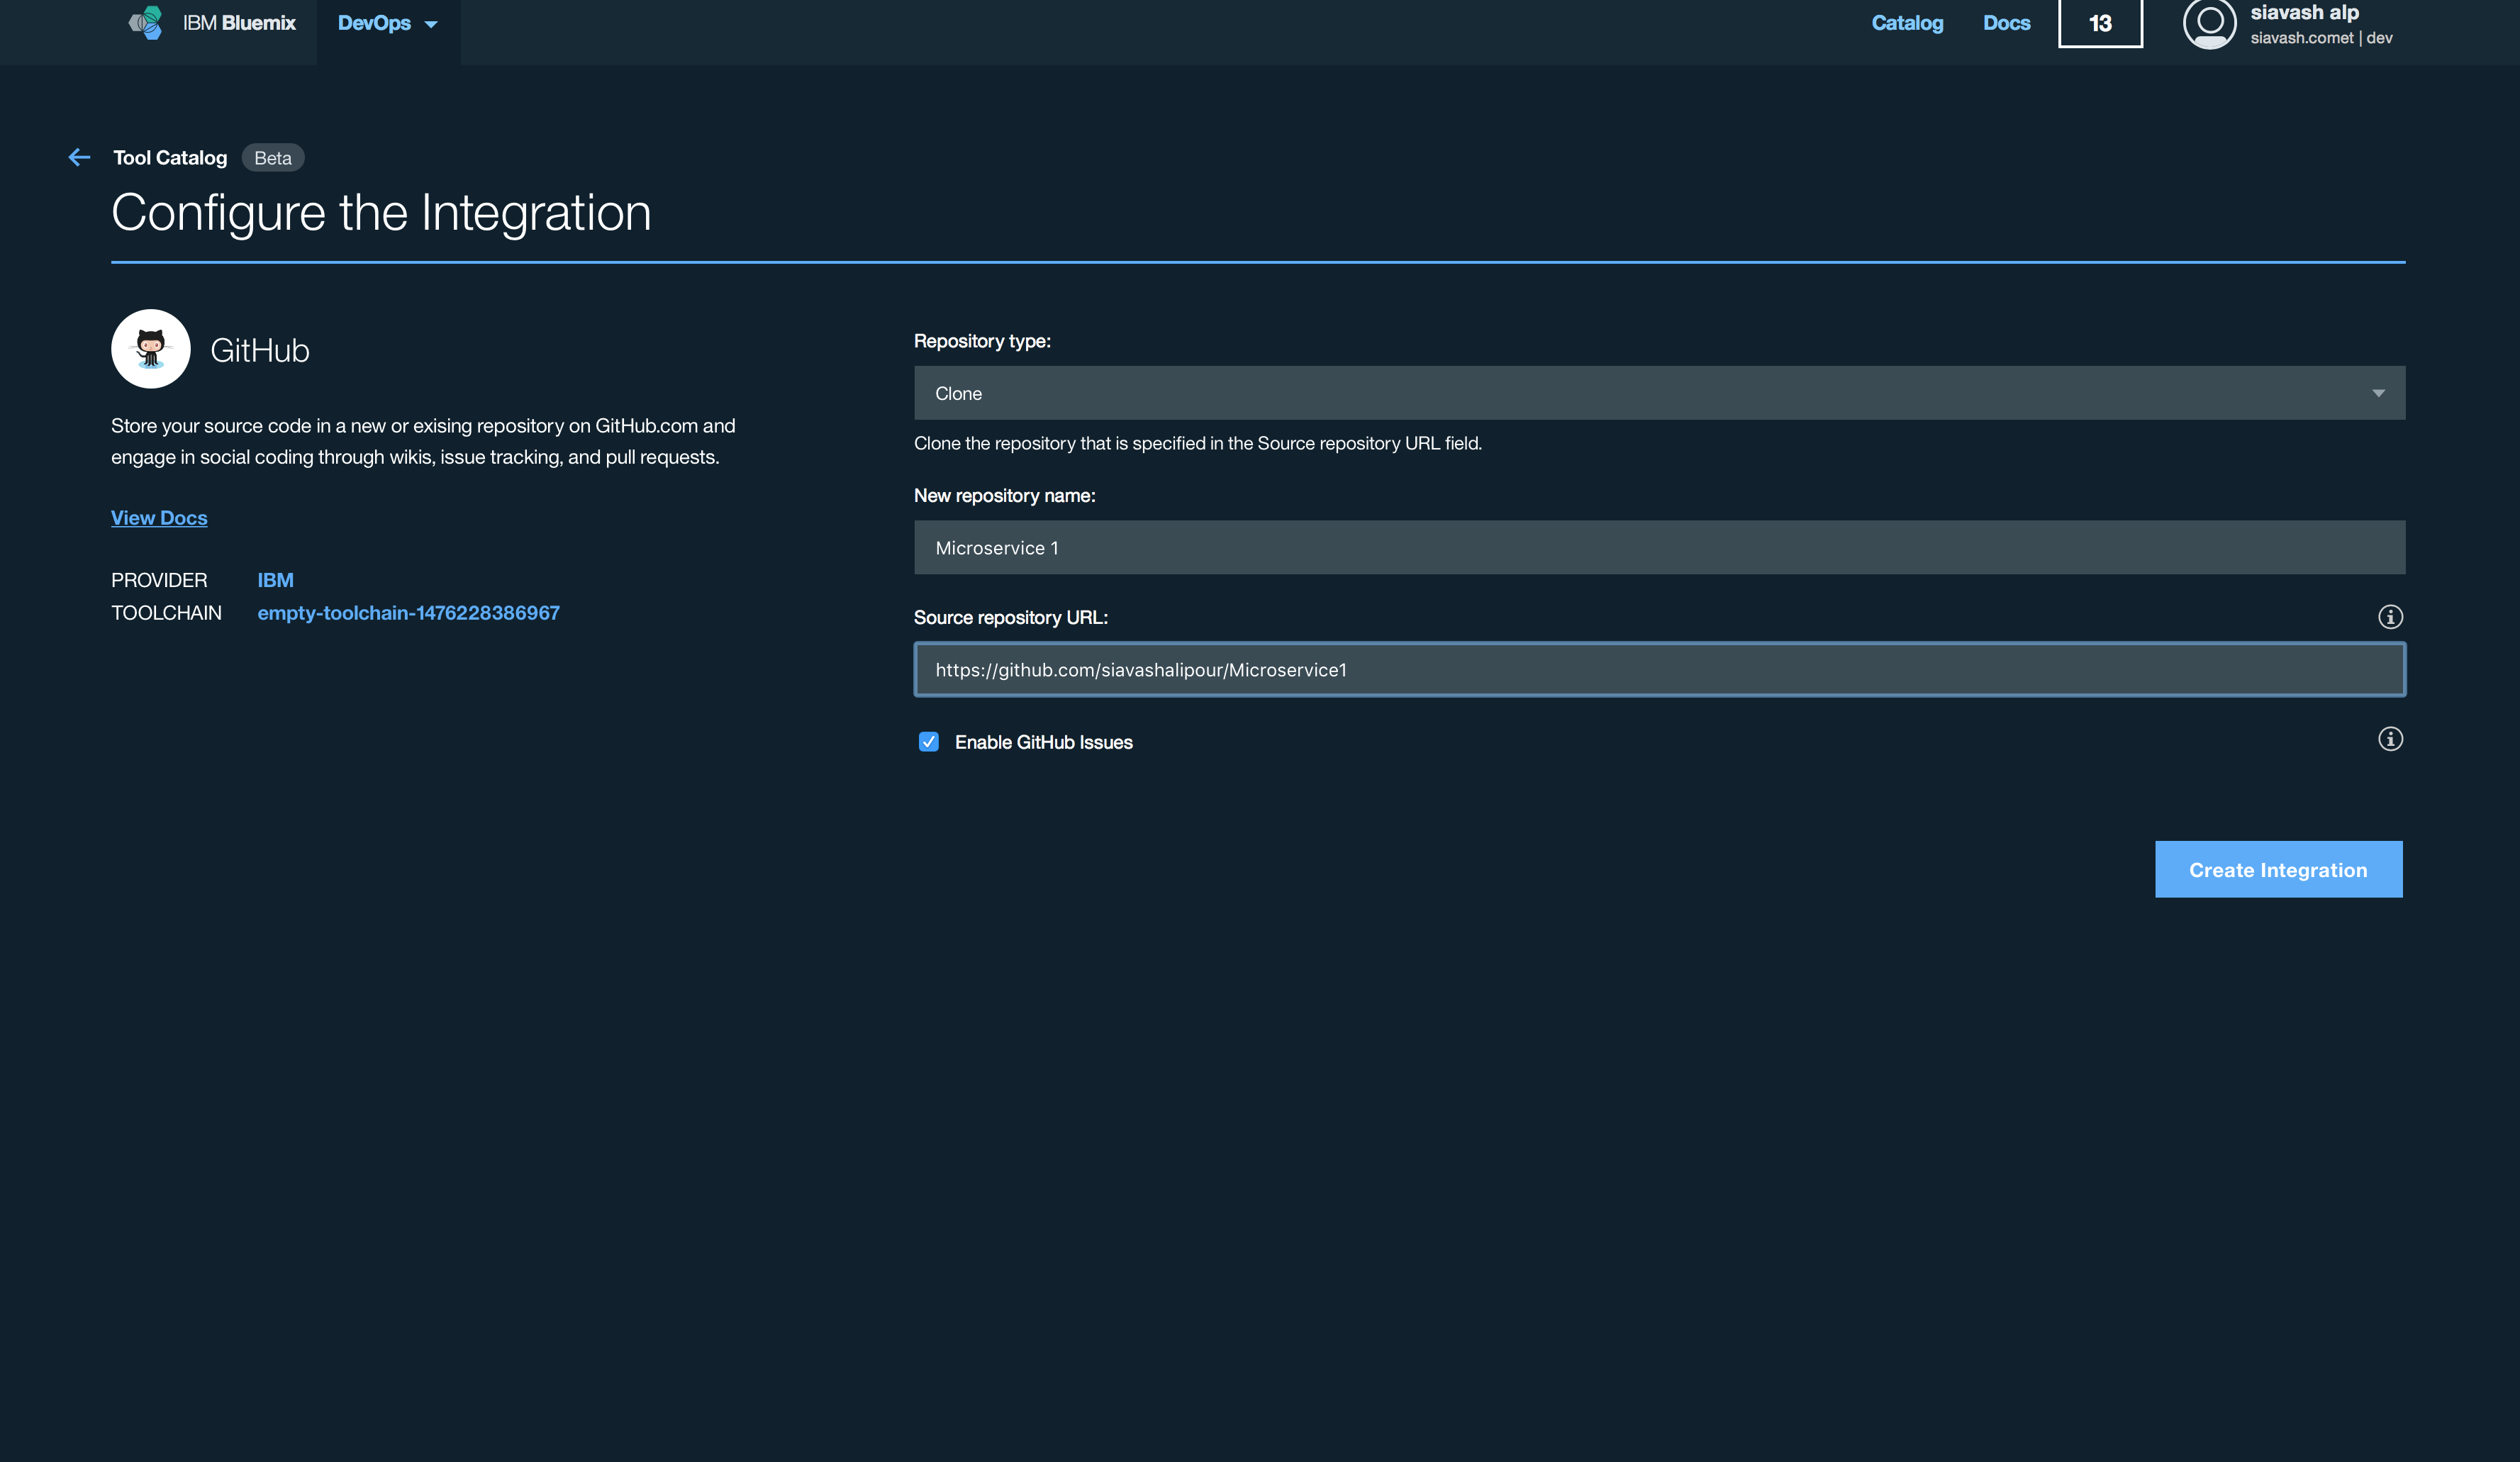 IBM Bluemix
DevOps
Catalog
Docs
13
siavash alp
siavash.comet | dev
Tool Catalog
Beta
Configure the Integration
GitHub
Store your source code in a new or exising repository on GitHub.com and
engage in social coding through wikis, issue tracking, and pull requests.
View Docs
PROVIDER IBM
TOOLCHAIN empty-toolchain-1476228386967
Repository type:
Clone
Clone the repository that is specified in the Source repository URL field.
New repository name:
Microservice 1
Source repository URL:
https://github.com/siavashalipour/Microservice1
Enable GitHub Issues
Create Integration